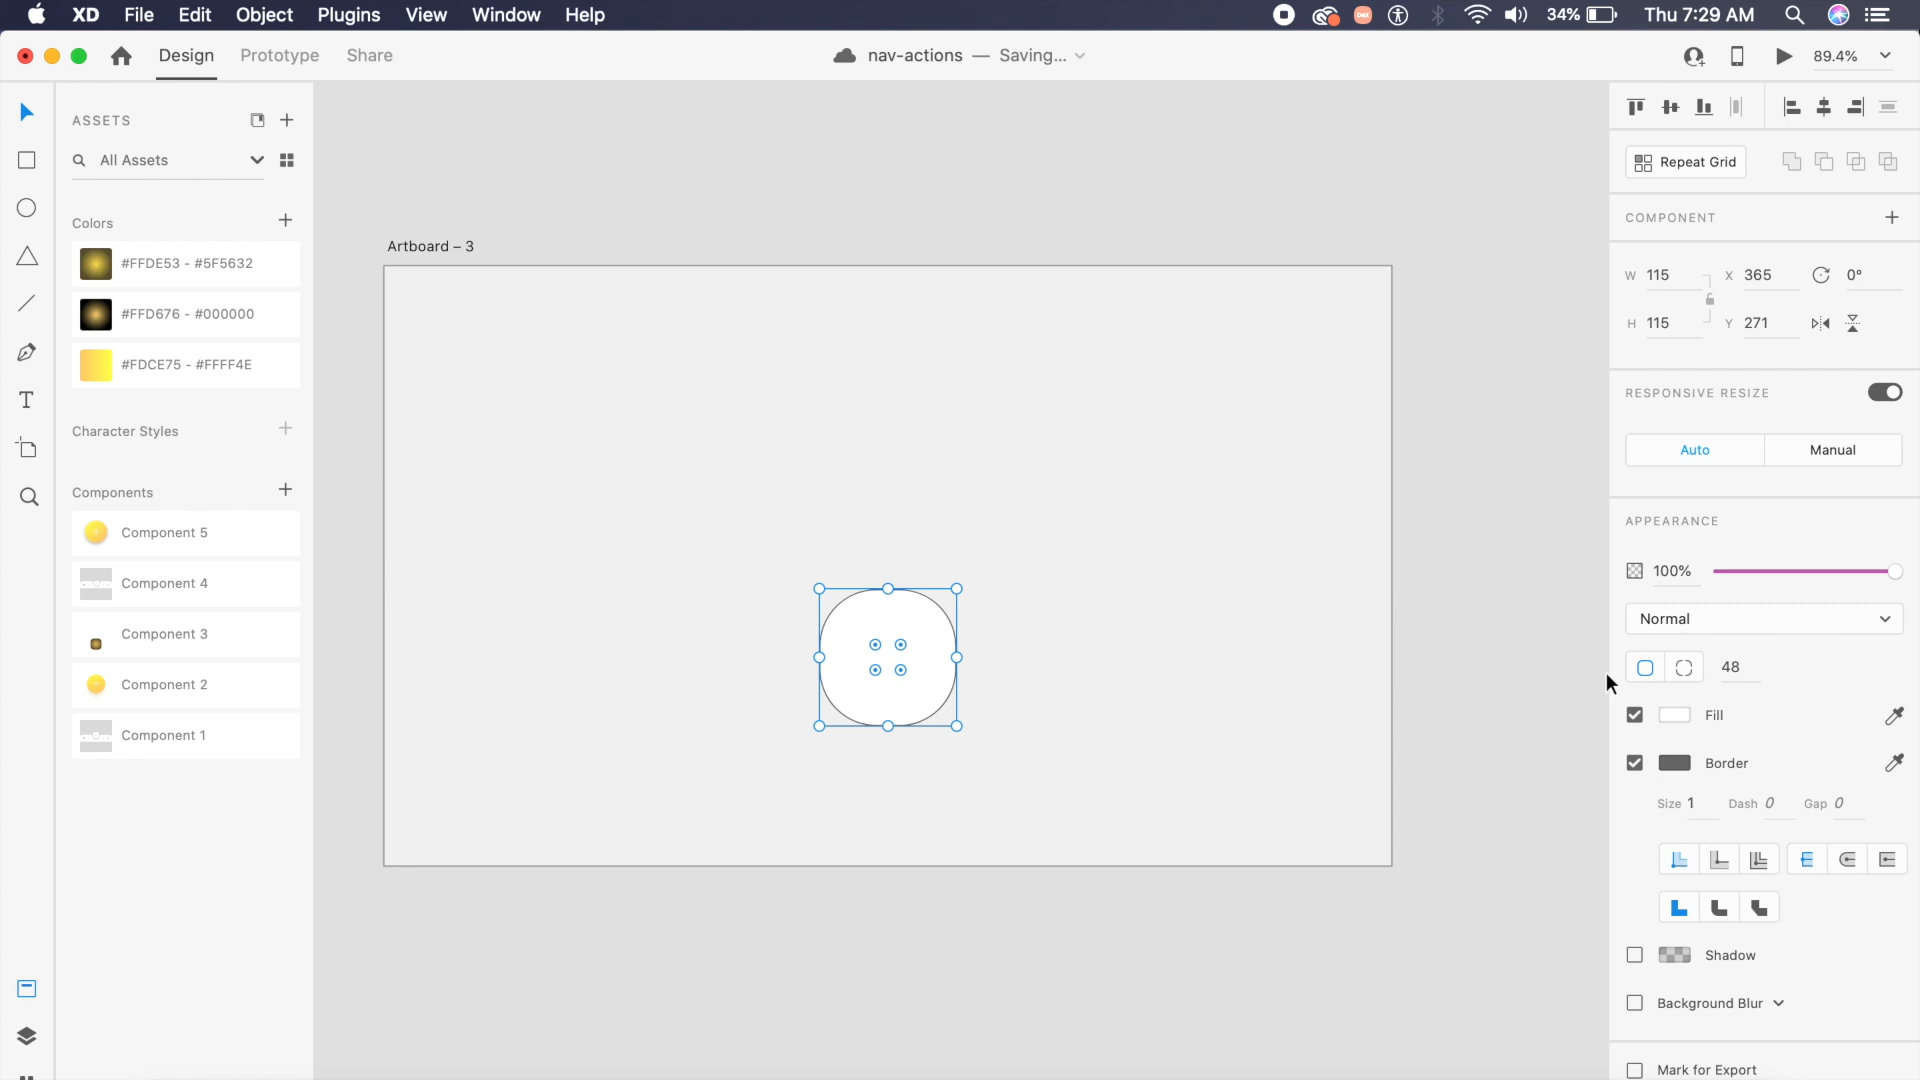 XD File Edit Object Plugins View Window Help 34% Thu 7:29 AM
Design Prototype Share nav-actions — Saving... 89.4%
ASSETS
All Assets
Colors
#FFDE53 - #5F5632
#FFD676 - #000000
#FDCE75 - #FFFF4E
Character Styles
Components
Component 5
Component 4
Component 3
Component 2
Component 1
Artboard – 3
Repeat Grid
COMPONENT
W 115 X 365 0°
H 115 Y 271
RESPONSIVE RESIZE
Auto Manual
APPEARANCE
100%
Normal
48
Fill
Border
Size 1 Dash 0 Gap 0
Shadow
Background Blur
Mark for Export